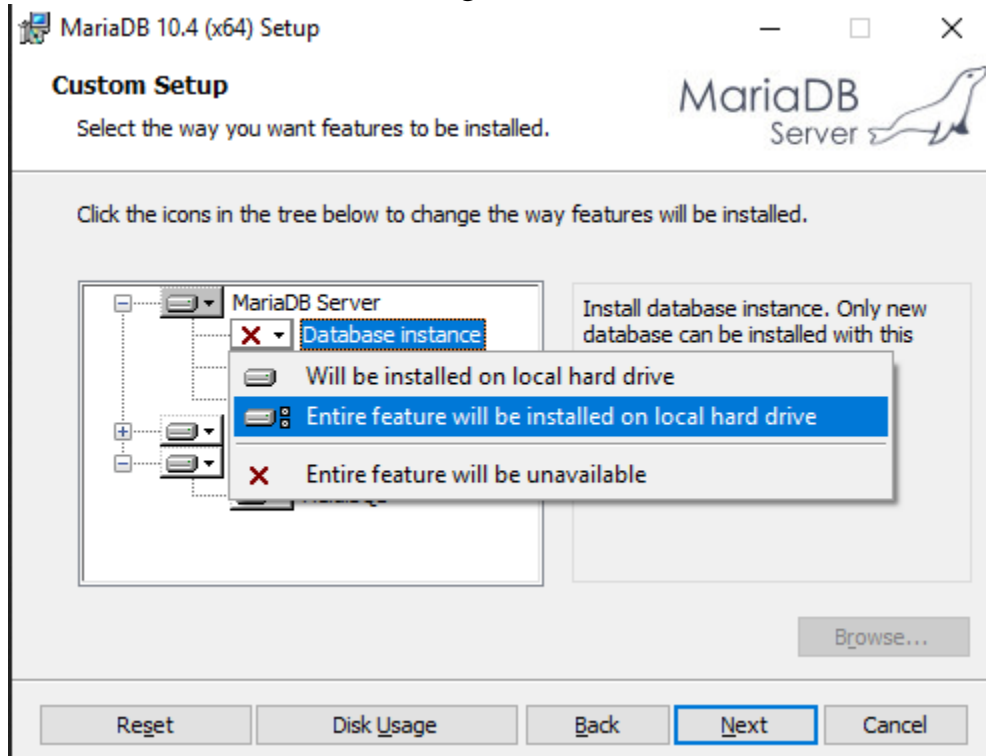 MariaDB 10.4 (x64) Setup
Custom Setup
Select the way you want features to be installed.
MariaDB
Server
Click the icons in the tree below to change the way features will be installed.
MariaDB Server
Database instance
Install database instance. Only new
database can be installed with this
Will be installed on local hard drive
Entire feature will be installed on local hard drive
Entire feature will be unavailable
Browse...
Reset
Disk Usage
Back
Next
Cancel